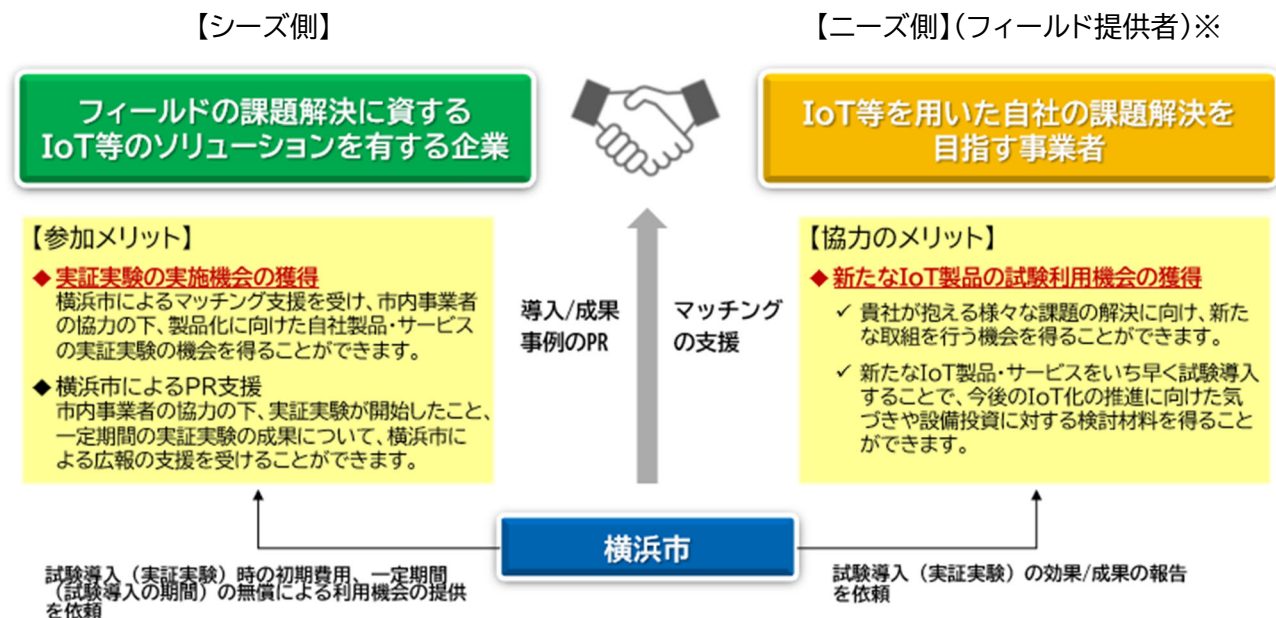 【シーズ側】
【ニーズ側】(フィールド提供者)※
フィールドの課題解決に資する
IoT等のソリューションを有する企業
IoT等を用いた自社の課題解決を
目指す事業者
【参加メリット】
◆ 実証実験の実施機会の獲得
横浜市によるマッチング支援を受け、市内事業者
の協力の下、製品化に向けた自社製品・サービス
の実証実験の機会を得ることができます。
◆ 横浜市によるPR支援
市内事業者の協力の下、実証実験が開始したこと、
一定期間の実証実験の成果について、横浜市に
よる広報の支援を受けることができます。
導入/成果
事例のPR
マッチング
の支援
【協力のメリット】
◆ 新たなIoT製品の試験利用機会の獲得
✓ 貴社が抱える様々な課題の解決に向け、新た
な取組を行う機会を得ることができます。
✓ 新たなIoT製品・サービスをいち早く試験導入
することで、今後のIoT化の推進に向けた気
づきや設備投資に対する検討材料を得ること
ができます。
横浜市
試験導入（実証実験）時の初期費用、一定期間
（試験導入の期間）の無償による利用機会の提供
を依頼
試験導入（実証実験）の効果/成果の報告
を依頼